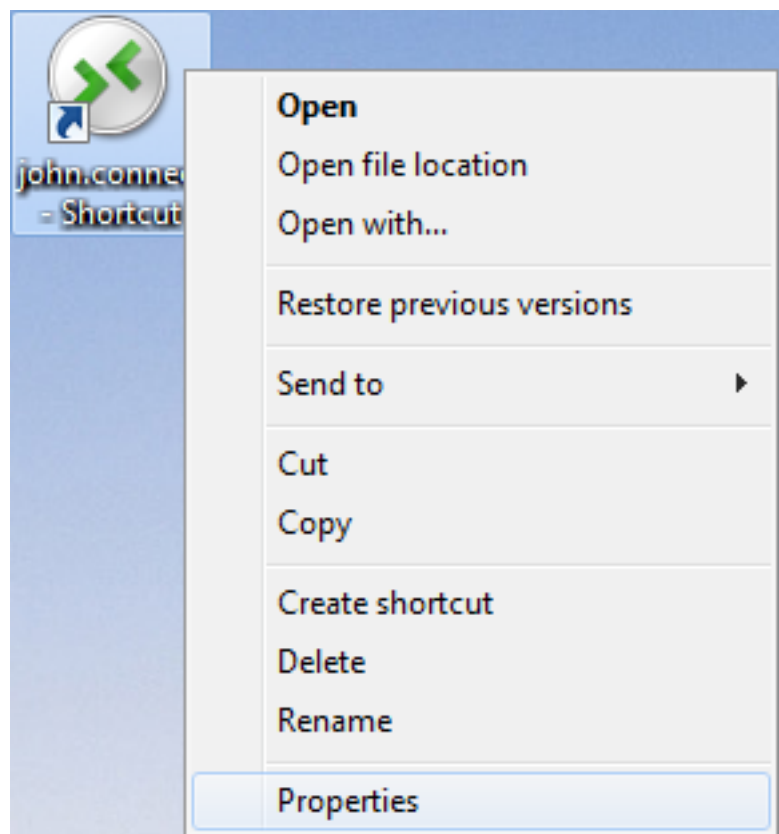 john.conne
- Shortcut
Open
Open file location
Open with...
Restore previous versions
Send to
Cut
Copy
Create shortcut
Delete
Rename
Properties